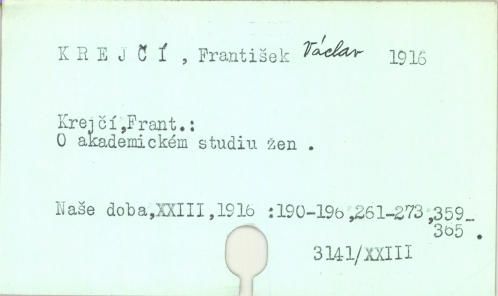 KREJČÍ, František Václav 1916
Krejčí,Frant.:
O akademickém studiu žen .
Naše doba,XXIII,1916 :190-196,261-273,359-
365 .
3141/XXIII